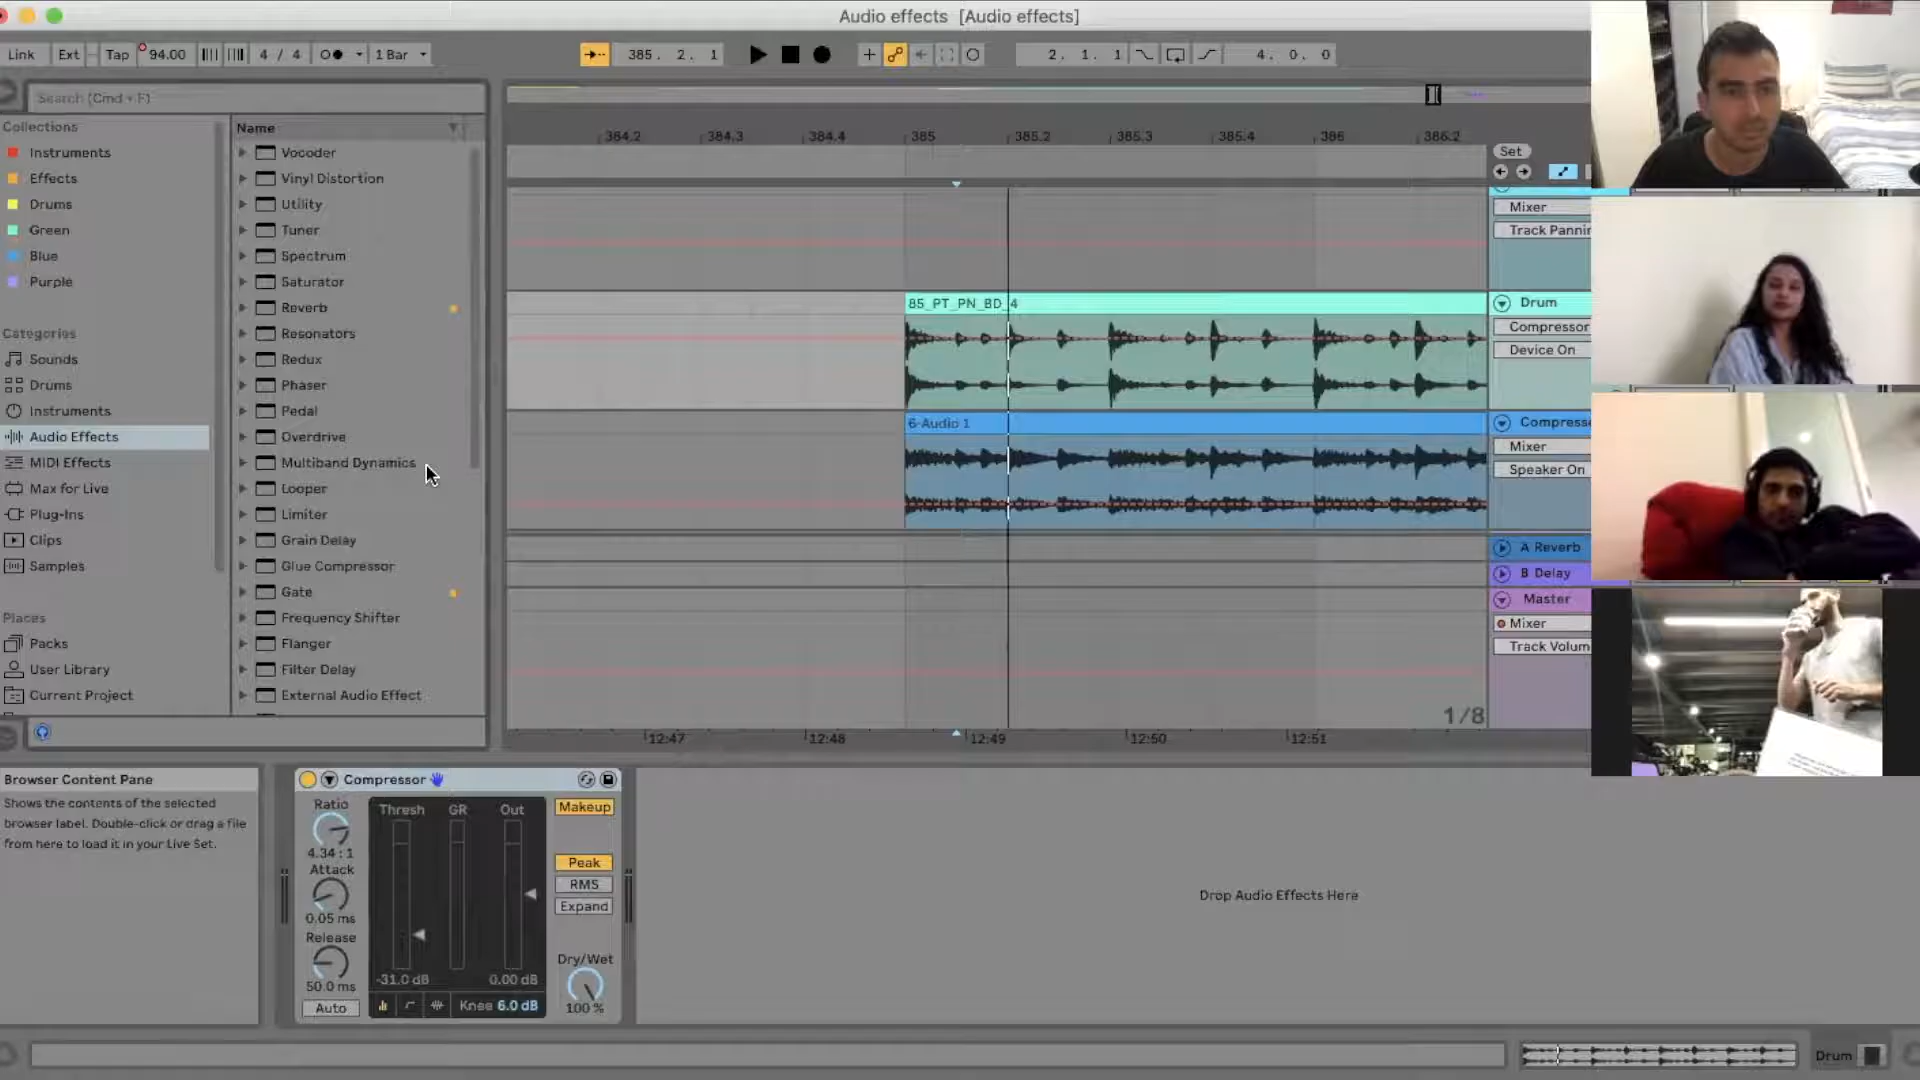 Audio effects [Audio effects]
Link Ext Tap 94.00 4 / 4 1 Bar 385. 2. 1 2. 1. 1 4. 0. 0
Search (Cmd + F)
Collections
Instruments
Effects
Drums
Green
Blue
Purple
Categories
Sounds
Drums
Instruments
Audio Effects
MIDI Effects
Max for Live
Plug-Ins
Clips
Samples
Places
Packs
User Library
Current Project
Name
Vocoder
Vinyl Distortion
Utility
Tuner
Spectrum
Saturator
Reverb
Resonators
Redux
Phaser
Pedal
Overdrive
Multiband Dynamics
Looper
Limiter
Grain Delay
Glue Compressor
Gate
Frequency Shifter
Flanger
Filter Delay
External Audio Effect
384.2 384.3 384.4 385 385.2 385.3 385.4 386 386.2
85_PT_PN_BD_4
6-Audio 1
1/8
12:47 12:48 12:49 12:50 12:51
Set
Mixer
Track Pannin
Drum
Compressor
Device On
Compress
Mixer
Speaker On
A Reverb
B Delay
Master
Mixer
Track Volum
Browser Content Pane
Shows the contents of the selected
browser label. Double-click or drag a file
from here to load it in your Live Set.
Compressor
Ratio
4.34 : 1
Attack
0.05 ms
Release
50.0 ms
Auto
Thresh GR Out
-31.0 dB 0.00 dB
Knee 6.0 dB
Makeup
Peak
RMS
Expand
Dry/Wet
100 %
Drop Audio Effects Here
Drum